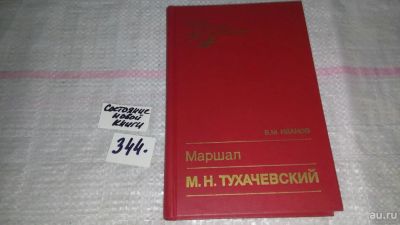 Состояние
новой
книги
344.
В.М. ИВАНОВ
Маршал
М. Н. ТУХАЧЕВСКИЙ
au.ru